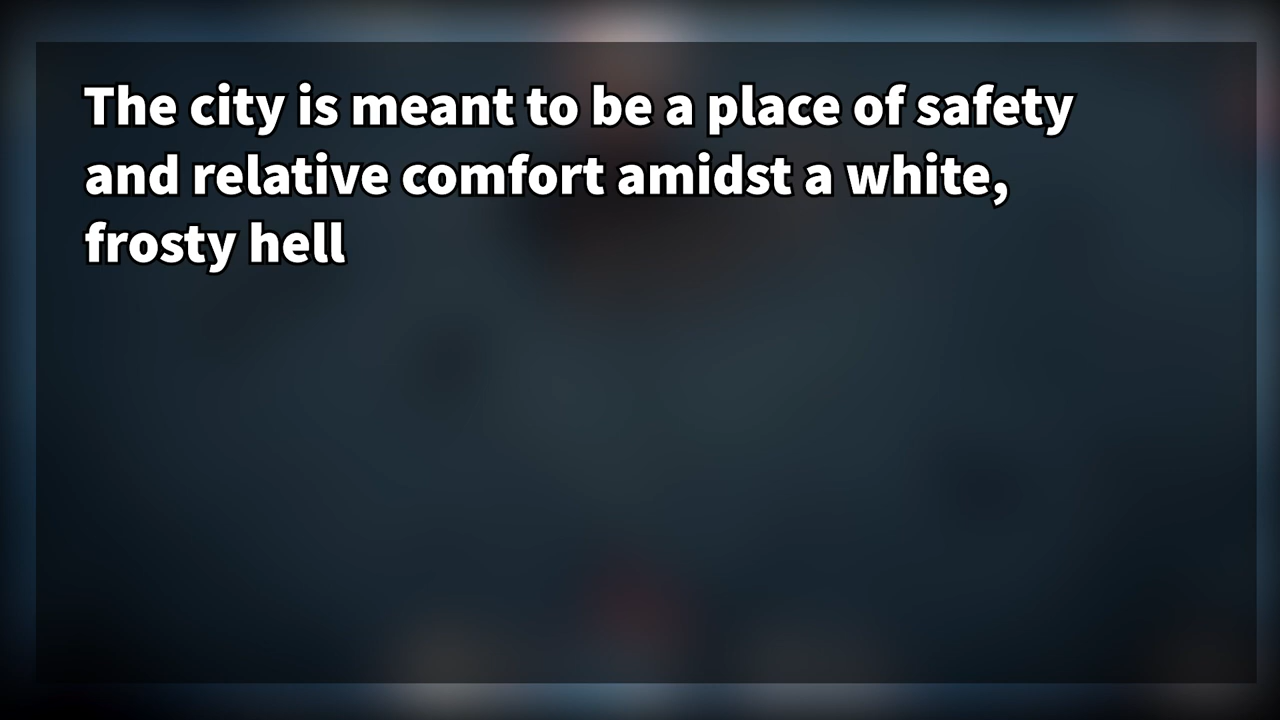 The city is meant to be a place of safety
and relative comfort amidst a white,
frosty hell